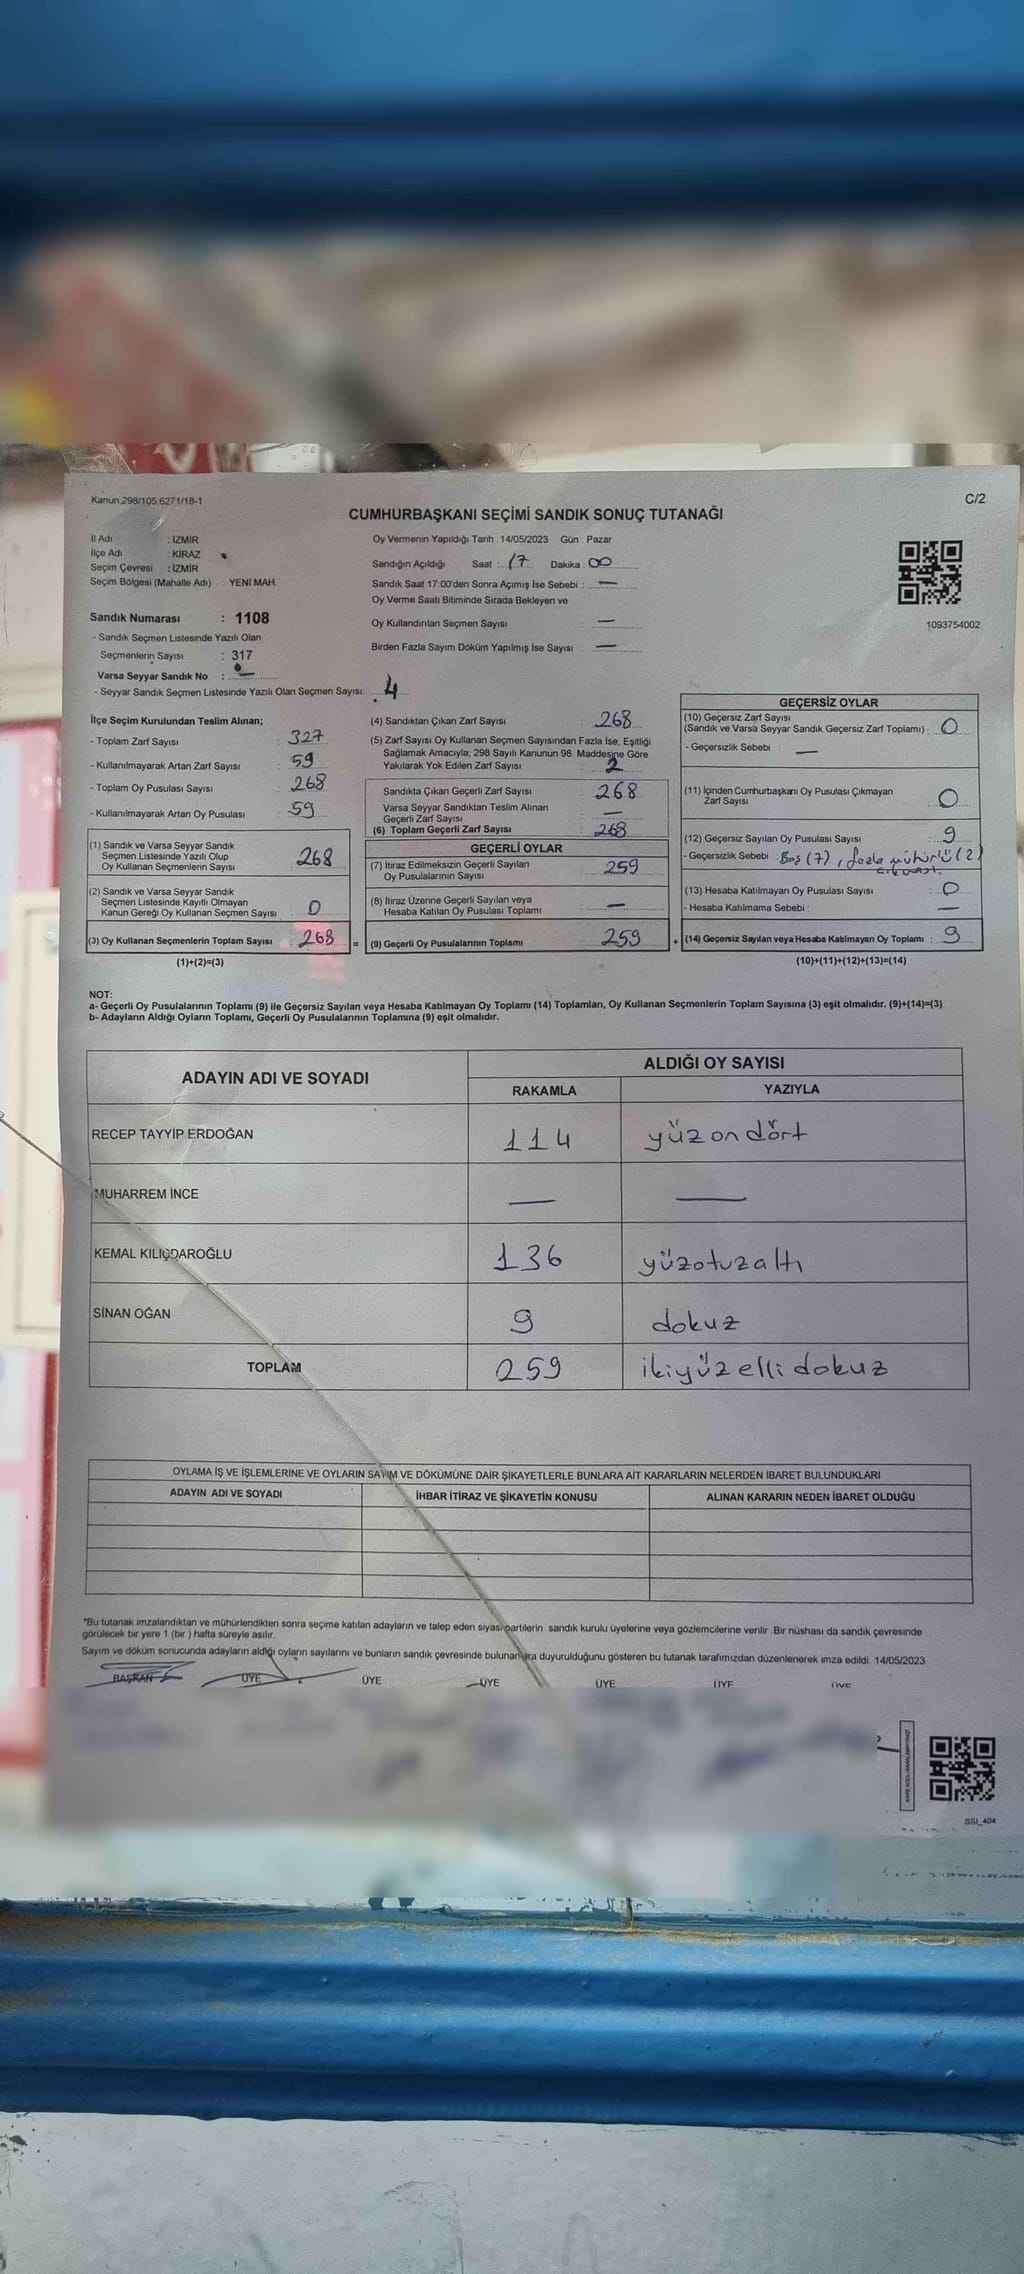 Kanun;298/105,6271/18-1
C/2
CUMHURBAŞKANI SEÇİMİ SANDIK SONUÇ TUTANAĞI
İl Adı : İZMİR
İlçe Adı : KİRAZ
Seçim Çevresi : İZMİR
Seçim Bölgesi (Mahalle Adı) : YENİ MAH.
Oy Vermenin Yapıldığı Tarih : 14/05/2023 Gün : Pazar
Sandığın Açıldığı Saat : 17 Dakika : 00
Sandık Saat 17:00'den Sonra Açımış İse Sebebi : —
Oy Verme Saati Bitiminde Sırada Bekleyen ve
Oy Kullandırılan Seçmen Sayısı : —
Birden Fazla Sayım Döküm Yapılmış İse Sayısı : —
1093754002
Sandık Numarası : 1108
- Sandık Seçmen Listesinde Yazılı Olan
Seçmenlerin Sayısı : 317
Varsa Seyyar Sandık No : —
- Seyyar Sandık Seçmen Listesinde Yazılı Olan Seçmen Sayısı: 4
İlçe Seçim Kurulundan Teslim Alınan;
- Toplam Zarf Sayısı : 327
- Kullanılmayarak Artan Zarf Sayısı : 59
- Toplam Oy Pusulası Sayısı : 268
- Kullanılmayarak Artan Oy Pusulası : 59
(1) Sandık ve Varsa Seyyar Sandık
Seçmen Listesinde Yazılı Olup
Oy Kullanan Seçmenlerin Sayısı : 268
(2) Sandık ve Varsa Seyyar Sandık
Seçmen Listesinde Kayıtlı Olmayan
Kanun Gereği Oy Kullanan Seçmen Sayısı : 0
(3) Oy Kullanan Seçmenlerin Toplam Sayısı : 268 =
(1)+(2)=(3)
(4) Sandıktan Çıkan Zarf Sayısı : 268
(5) Zarf Sayısı Oy Kullanan Seçmen Sayısından Fazla İse, Eşitliği
Sağlamak Amacıyla; 298 Sayılı Kanunun 98. Maddesine Göre
Yakılarak Yok Edilen Zarf Sayısı : 2
Sandıkta Çıkan Geçerli Zarf Sayısı : 268
Varsa Seyyar Sandıktan Teslim Alınan
Geçerli Zarf Sayısı : —
(6) Toplam Geçerli Zarf Sayısı : 268
GEÇERLİ OYLAR
(7) İtiraz Edilmeksizin Geçerli Sayılan
Oy Pusulalarının Sayısı : 259
(8) İtiraz Üzerine Geçerli Sayılan veya
Hesaba Katılan Oy Pusulası Toplamı : —
(9) Geçerli Oy Pusulalarının Toplamı : 259 +
GEÇERSİZ OYLAR
(10) Geçersiz Zarf Sayısı
(Sandık ve Varsa Seyyar Sandık Geçersiz Zarf Toplamı) : 0
- Geçersizlik Sebebi : —
(11) İçinden Cumhurbaşkanı Oy Pusulası Çıkmayan
Zarf Sayısı : 0
(12) Geçersiz Sayılan Oy Pusulası Sayısı : 9
- Geçersizlik Sebebi : Boş (7), fazla mühürlü (2)
çıkması
(13) Hesaba Katılmayan Oy Pusulası Sayısı : 0
- Hesaba Katılmama Sebebi : —
(14) Geçersiz Sayılan veya Hesaba Katılmayan Oy Toplamı : 9
(10)+(11)+(12)+(13)=(14)
NOT:
a- Geçerli Oy Pusulalarının Toplamı (9) ile Geçersiz Sayılan veya Hesaba Katılmayan Oy Toplamı (14) Toplamları, Oy Kullanan Seçmenlerin Toplam Sayısına (3) eşit olmalıdır. (9)+(14)=(3)
b- Adayların Aldığı Oyların Toplamı, Geçerli Oy Pusulalarının Toplamına (9) eşit olmalıdır.
ADAYIN ADI VE SOYADI
ALDIĞI OY SAYISI
RAKAMLA YAZIYLA
RECEP TAYYİP ERDOĞAN 114 yüzondört
MUHARREM İNCE — —
KEMAL KILIÇDAROĞLU 136 yüzotuzaltı
SİNAN OĞAN 9 dokuz
TOPLAM 259 ikiyüzellidokuz
OYLAMA İŞ VE İŞLEMLERİNE VE OYLARIN SAYIM VE DÖKÜMÜNE DAİR ŞİKAYETLERLE BUNLARA AİT KARARLARIN NELERDEN İBARET BULUNDUKLARI
ADAYIN ADI VE SOYADI İHBAR İTİRAZ VE ŞİKAYETİN KONUSU ALINAN KARARIN NEDEN İBARET OLDUĞU
*Bu tutanak imzalandıktan ve mühürlendikten sonra seçime katılan adayların ve talep eden siyasi partilerin sandık kurulu üyelerine veya gözlemcilerine verilir. Bir nüshası da sandık çevresinde
görülecek bir yere 1 (bir ) hafta süreyle asılır.
Sayım ve döküm sonucunda adayların aldığı oyların sayılarını ve bunların sandık çevresinde bulunanlara duyurulduğunu gösteren bu tutanak tarafımızdan düzenlenerek imza edildi. 14/05/2023
BAŞKAN ÜYE ÜYE ÜYE ÜYE ÜYE ÜYE
SSI_404